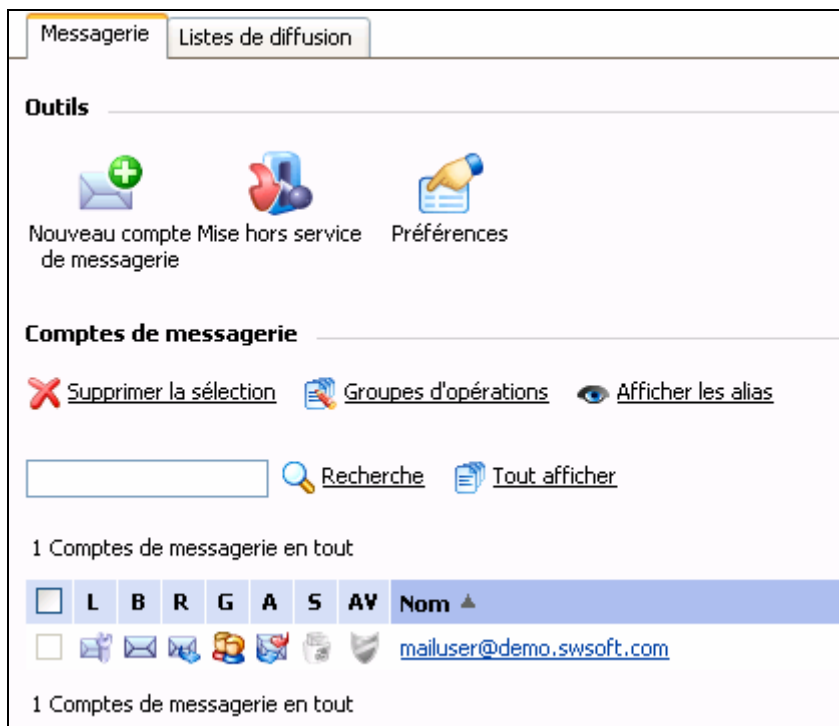 Messagerie Listes de diffusion
Outils
Nouveau compte de messagerie Mise hors service Préférences
Comptes de messagerie
Supprimer la sélection Groupes d'opérations Afficher les alias
Recherche Tout afficher
1 Comptes de messagerie en tout
L B R G A S AV Nom
mailuser@demo.swsoft.com
1 Comptes de messagerie en tout